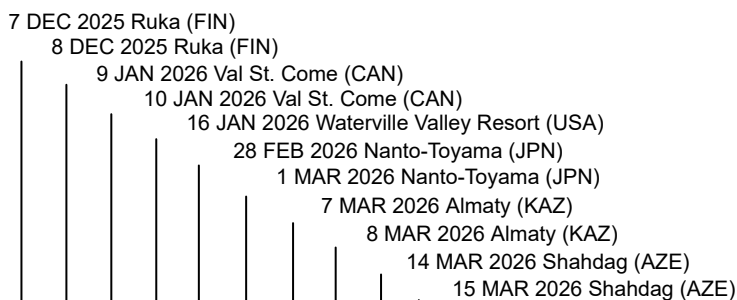 7 DEC 2025 Ruka (FIN)
8 DEC 2025 Ruka (FIN)
9 JAN 2026 Val St. Come (CAN)
10 JAN 2026 Val St. Come (CAN)
16 JAN 2026 Waterville Valley Resort (USA)
28 FEB 2026 Nanto-Toyama (JPN)
1 MAR 2026 Nanto-Toyama (JPN)
7 MAR 2026 Almaty (KAZ)
8 MAR 2026 Almaty (KAZ)
14 MAR 2026 Shahdag (AZE)
15 MAR 2026 Shahdag (AZE)